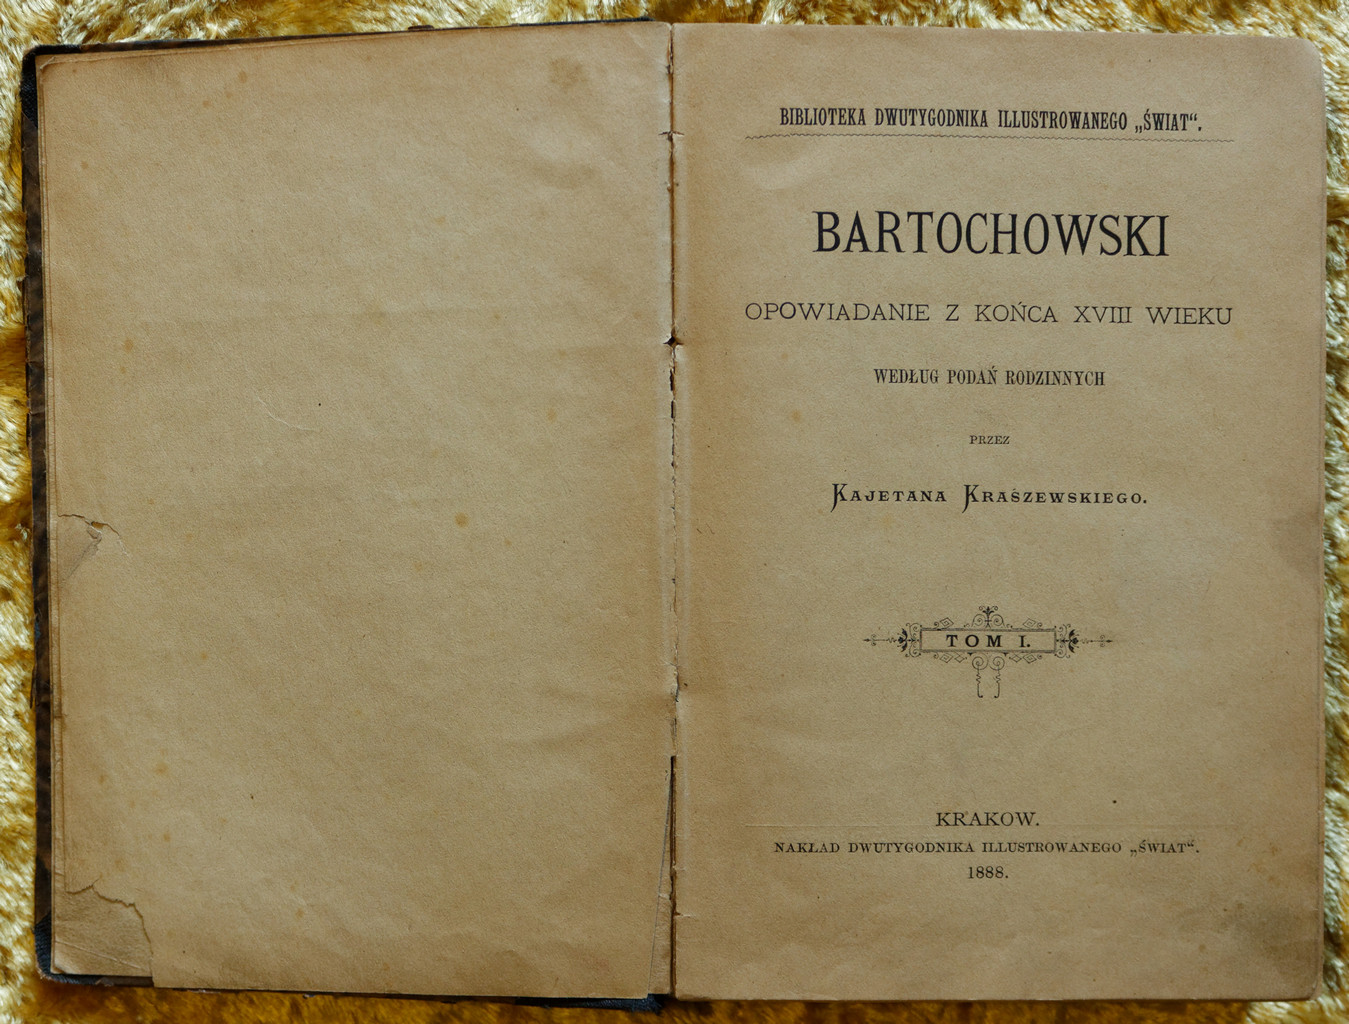 BIBLIOTEKA DWUTYGODNIKA ILLUSTROWANEGO „ŚWIAT“.
BARTOCHOWSKI
OPOWIADANIE Z KOŃCA XVIII WIEKU
WEDŁUG PODAŃ RODZINNYCH
PRZEZ
KAJETANA KRASZEWSKIEGO.
TOM I.
KRAKOW.
NAKŁAD DWUTYGODNIKA ILLUSTROWANEGO „ŚWIAT“.
1888.